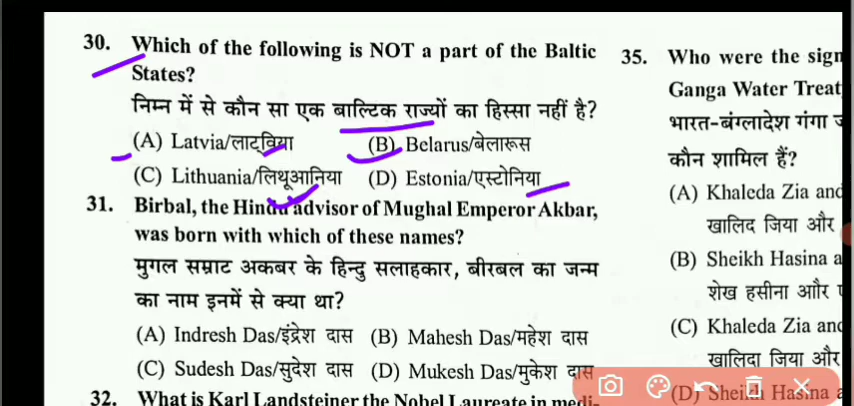 30. Which of the following is NOT a part of the Baltic
States?
निम्न में से कौन सा एक बाल्टिक राज्यों का हिस्सा नहीं है?
(A) Latvia/लाट्विया (B) Belarus/बेलारूस
(C) Lithuania/लिथूआनिया (D) Estonia/एस्टोनिया
31. Birbal, the Hindu advisor of Mughal Emperor Akbar,
was born with which of these names?
मुगल सम्राट अकबर के हिन्दु सलाहकार, बीरबल का जन्म
का नाम इनमें से क्या था?
(A) Indresh Das/इंद्रेश दास (B) Mahesh Das/महेश दास
(C) Sudesh Das/सुदेश दास (D) Mukesh Das/मुकेश दास
32. What is Karl Landsteiner the Nobel Laureate in medi-
35. Who were the sign
Ganga Water Treat
भारत-बंग्लादेश गंगा
कौन शामिल हैं?
(A) Khaleda Zia and
खालिद जिया और
(B) Sheikh Hasina a
शेख हसीना और
(C) Khaleda Zia and
खालिदा जिया और
(D) Sheikh Hasina a